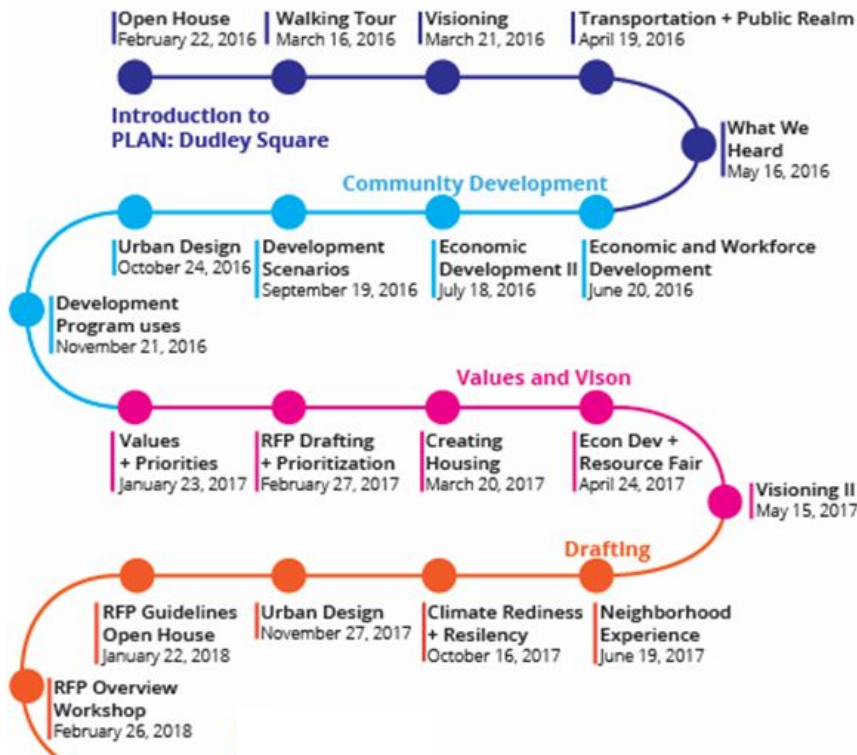 Open House
February 22, 2016
Walking Tour
March 16, 2016
Visioning
March 21, 2016
Transportation + Public Realm
April 19, 2016
Introduction to
PLAN: Dudley Square
What We
Heard
May 16, 2016
Community Development
Urban Design
October 24, 2016
Development
Scenarios
September 19, 2016
Economic
Development II
July 18, 2016
Economic and Workforce
Development
June 20, 2016
Development
Program uses
November 21, 2016
Values and Vison
Values
+ Priorities
January 23, 2017
RFP Drafting
+ Prioritization
February 27, 2017
Creating
Housing
March 20, 2017
Econ Dev +
Resource Fair
April 24, 2017
Visioning II
May 15, 2017
Drafting
RFP Guidelines
Open House
January 22, 2018
Urban Design
November 27, 2017
Climate Rediness
+ Resilency
October 16, 2017
Neighborhood
Experience
June 19, 2017
RFP Overview
Workshop
February 26, 2018